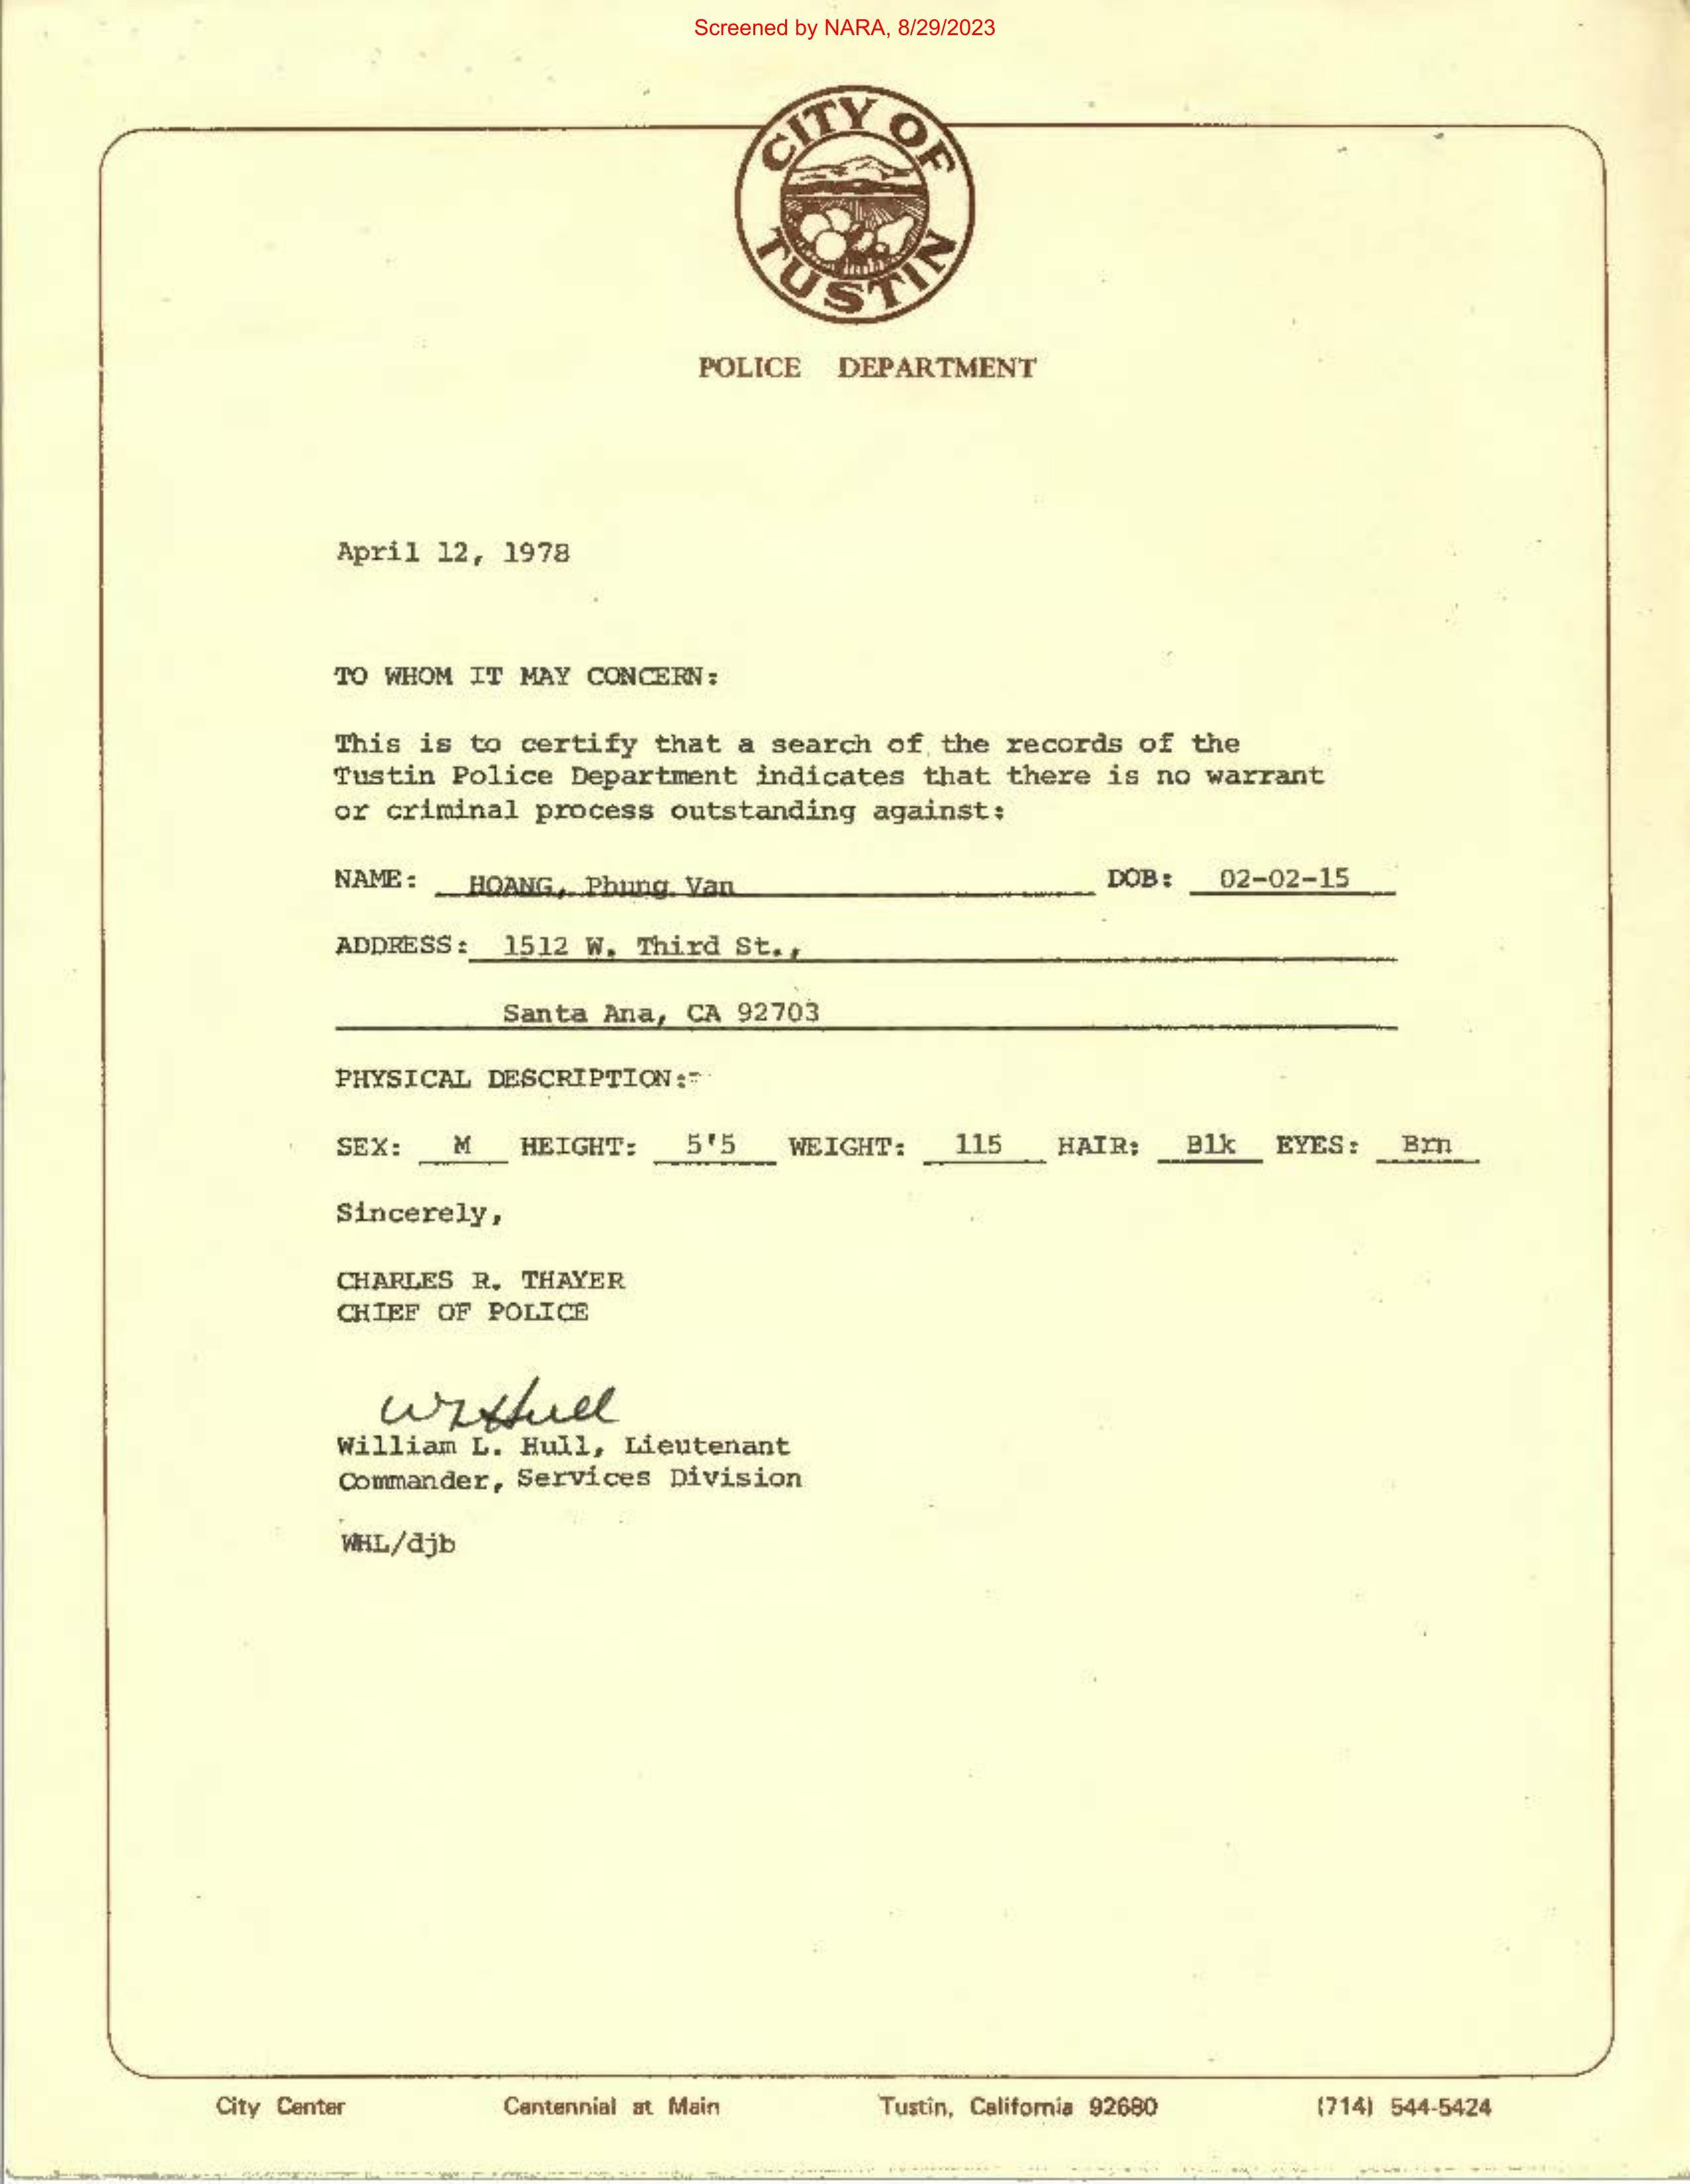 Screened by NARA, 8/29/2023
CITY OF
TUSTIN
POLICE DEPARTMENT
April 12, 1978
TO WHOM IT MAY CONCERN:
This is to certify that a search of the records of the
Tustin Police Department indicates that there is no warrant
or criminal process outstanding against:
NAME: HOANG, Phung Van DOB: 02-02-15
ADDRESS: 1512 W. Third St.,
Santa Ana, CA 92703
PHYSICAL DESCRIPTION:
SEX: M HEIGHT: 5'5 WEIGHT: 115 HAIR: Blk EYES: Brn
Sincerely,
CHARLES R. THAYER
CHIEF OF POLICE
WLHull
William L. Hull, Lieutenant
Commander, Services Division
WHL/djb
City Center Centennial at Main Tustin, California 92680 (714) 544-5424